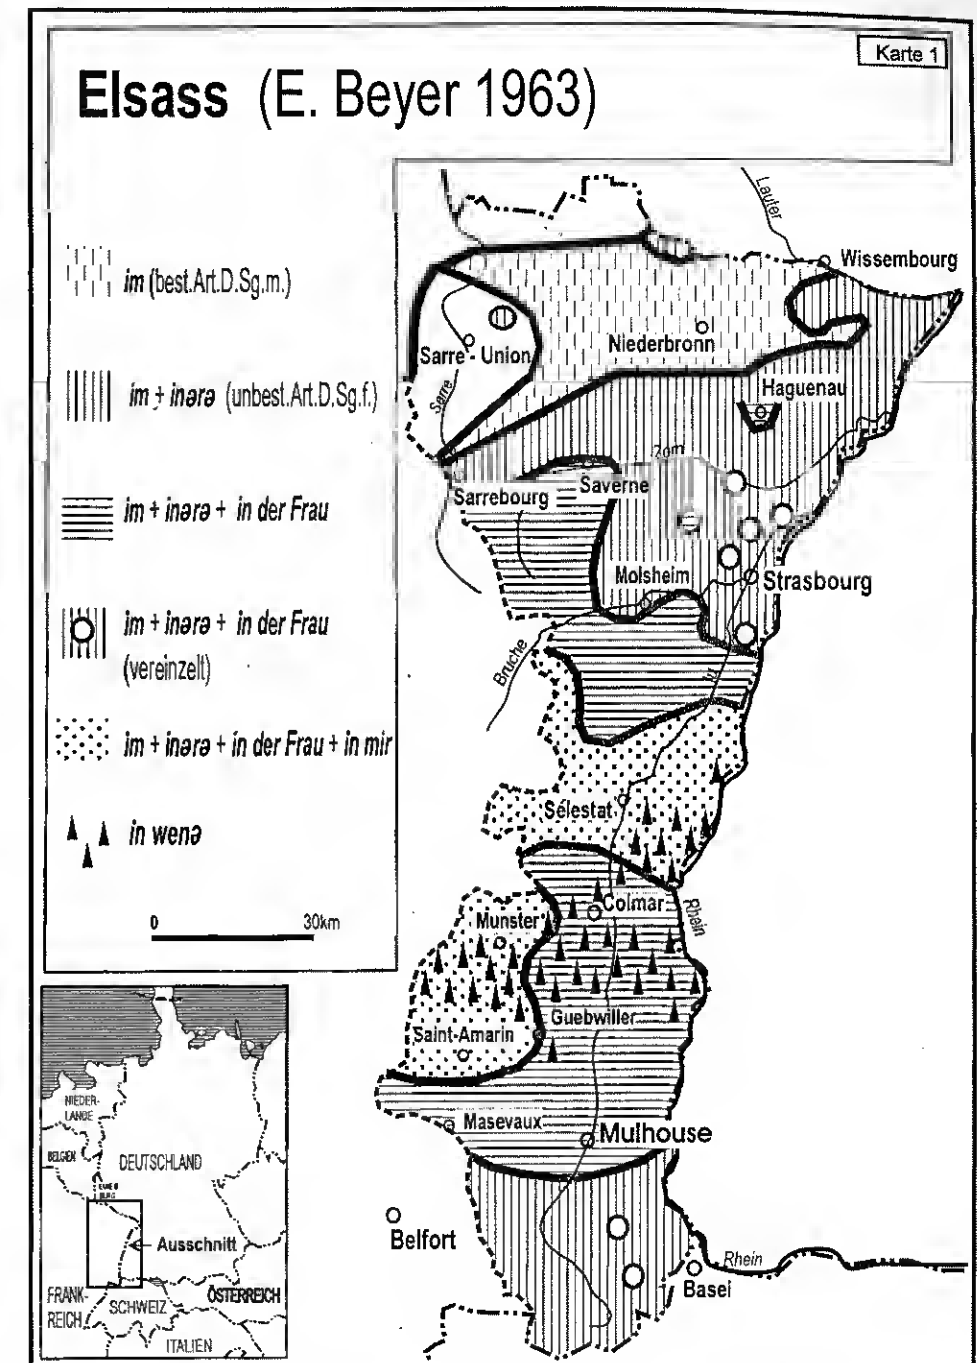 Karte 1
Elsass (E. Beyer 1963)
im (best.Art.D.Sg.m.)
im + inərə (unbest.Art.D.Sg.f.)
im + inərə + in der Frau
im + inərə + in der Frau
(vereinzelt)
im + inərə + in der Frau + in mir
in wenə
0 30km
Lauter
Wissembourg
Niederbronn
Sarre - Union
Sarre
Haguenau
Zorn
Sarrebourg
Saverne
Molsheim
Strasbourg
Bruche
Ill
Sélestat
Colmar
Rhein
Munster
Guebwiller
Saint-Amarin
Masevaux
Mulhouse
Belfort
Rhein
Basel
NIEDER-
LANDE
BELGIEN
DEUTSCHLAND
Ausschnitt
FRANK-
REICH
SCHWEIZ
ÖSTERREICH
ITALIEN